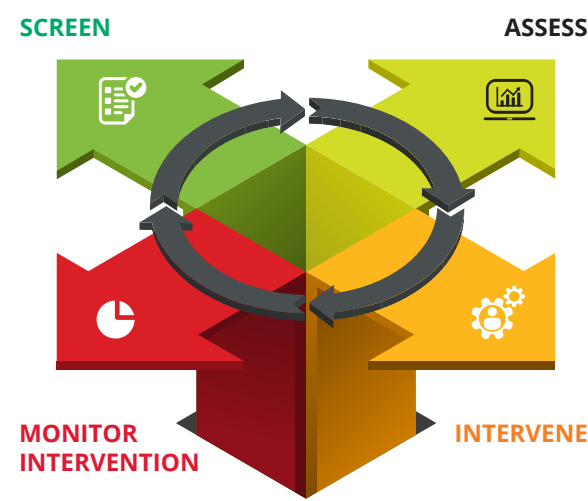 SCREEN
ASSESS
MONITOR
INTERVENTION
INTERVENE